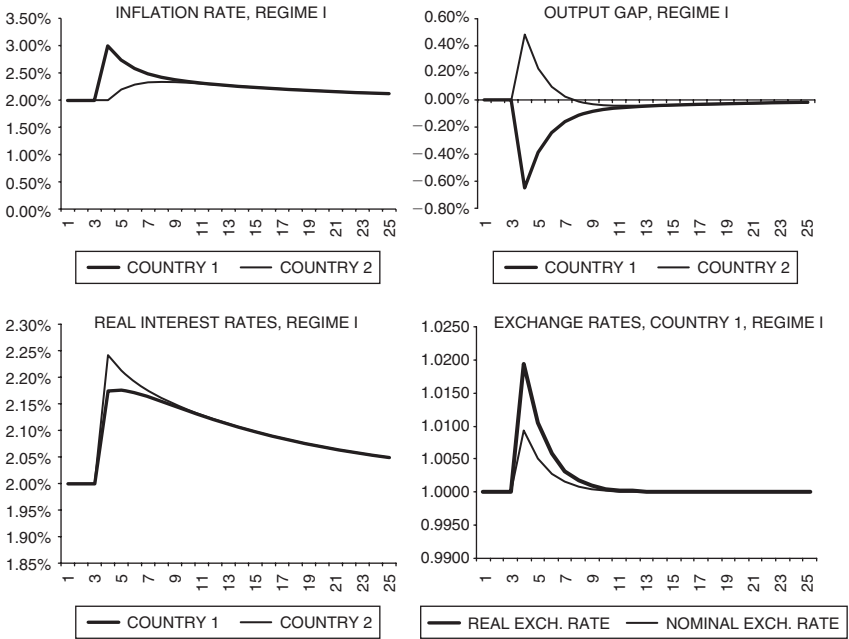 INFLATION RATE, REGIME I
3.50%
3.00%
2.50%
2.00%
1.50%
1.00%
0.50%
0.00%
1 3 5 7 9 11 13 15 17 19 21 23 25
COUNTRY 1 COUNTRY 2
OUTPUT GAP, REGIME I
0.60%
0.40%
0.20%
0.00%
−0.20%
−0.40%
−0.60%
−0.80%
1 3 5 7 9 11 13 15 17 19 21 23 25
COUNTRY 1 COUNTRY 2
REAL INTEREST RATES, REGIME I
2.30%
2.25%
2.20%
2.15%
2.10%
2.05%
2.00%
1.95%
1.90%
1.85%
1 3 5 7 9 11 13 15 17 19 21 23 25
COUNTRY 1 COUNTRY 2
EXCHANGE RATES, COUNTRY 1, REGIME I
1.0250
1.0200
1.0150
1.0100
1.0050
1.0000
0.9950
0.9900
1 3 5 7 9 11 13 15 17 19 21 23 25
REAL EXCH. RATE NOMINAL EXCH. RATE